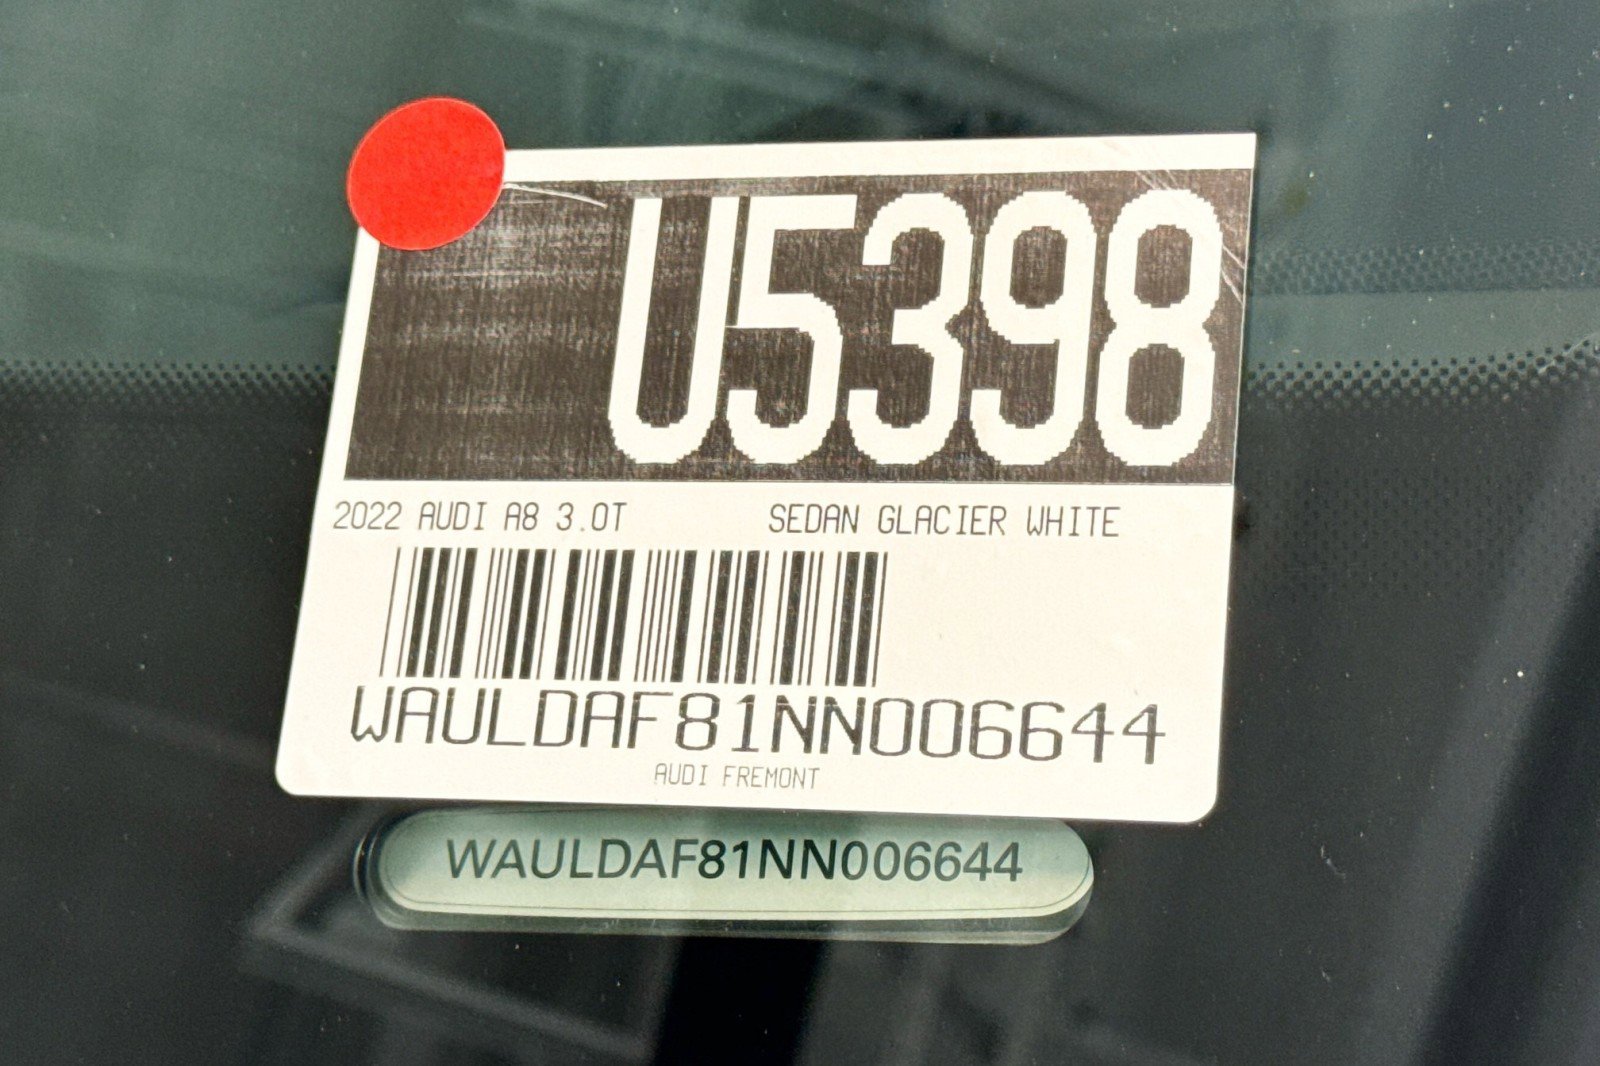 U5398
2022 AUDI A8 3.0T SEDAN GLACIER WHITE
WAULDAF81NN006644
AUDI FREMONT
WAULDAF81NN006644